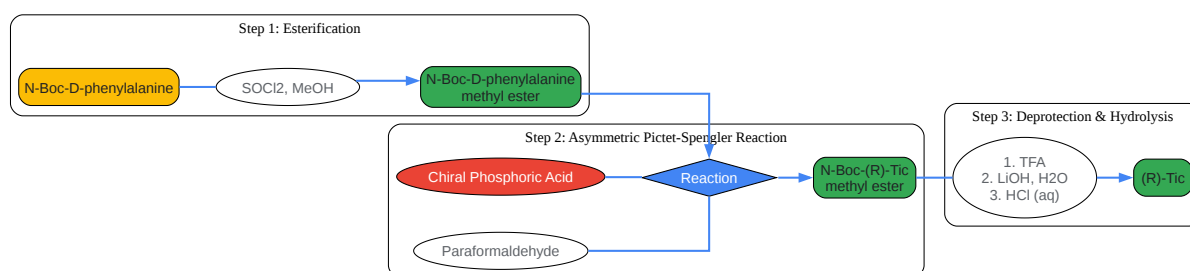 Step 1: Esterification
N-Boc-D-phenylalanine
SOCl2, MeOH
N-Boc-D-phenylalanine
methyl ester
Step 2: Asymmetric Pictet-Spengler Reaction
Chiral Phosphoric Acid
Reaction
N-Boc-(R)-Tic
methyl ester
Paraformaldehyde
Step 3: Deprotection & Hydrolysis
1. TFA
2. LiOH, H2O
3. HCl (aq)
(R)-Tic